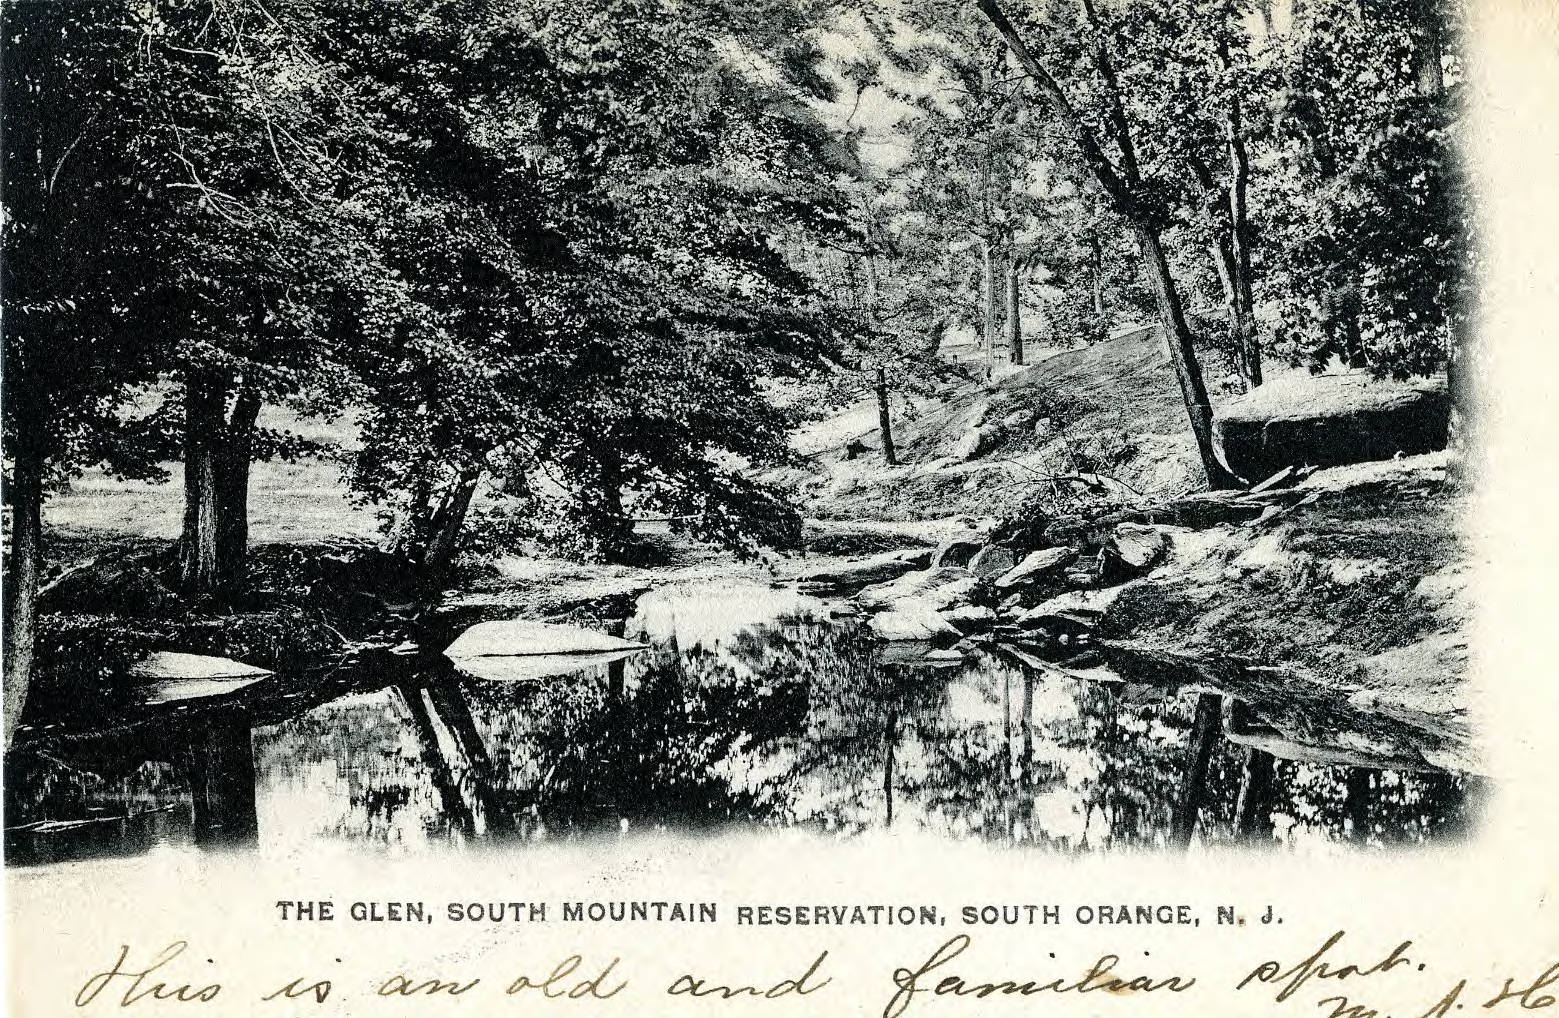 THE GLEN, SOUTH MOUNTAIN RESERVATION, SOUTH ORANGE, N. J.
This is an old and familiar spot.
M. A. H